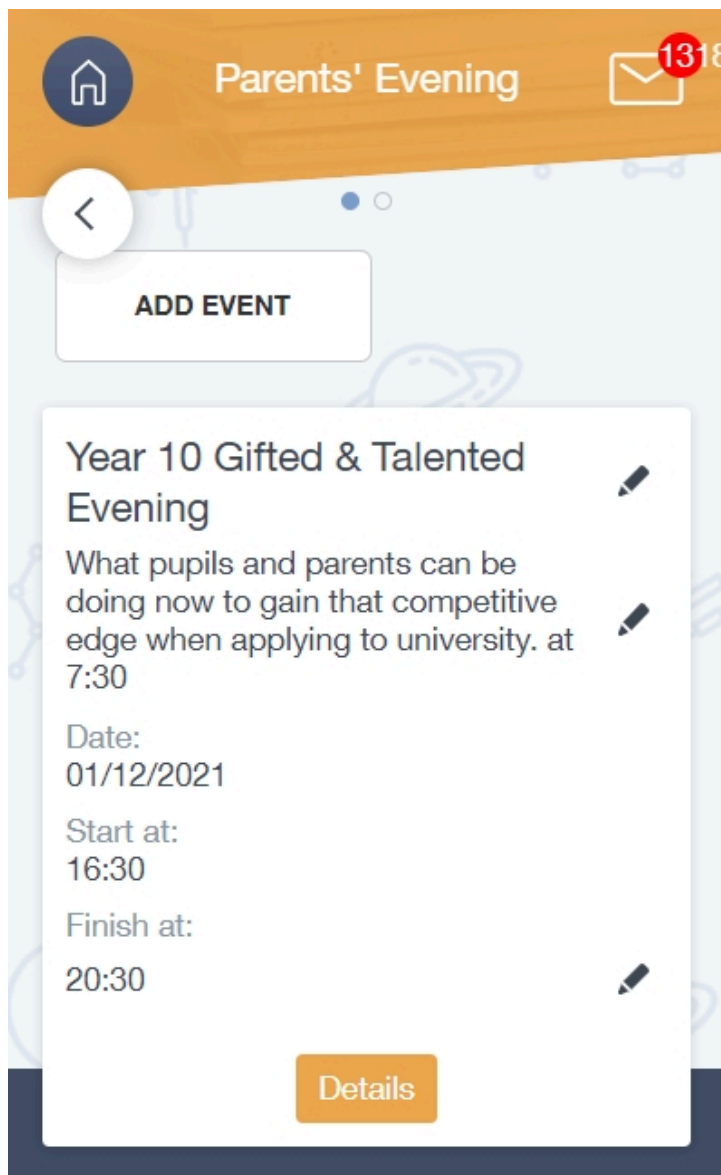 Parents' Evening
1318
ADD EVENT
Year 10 Gifted & Talented
Evening
What pupils and parents can be
doing now to gain that competitive
edge when applying to university. at
7:30
Date:
01/12/2021
Start at:
16:30
Finish at:
20:30
Details